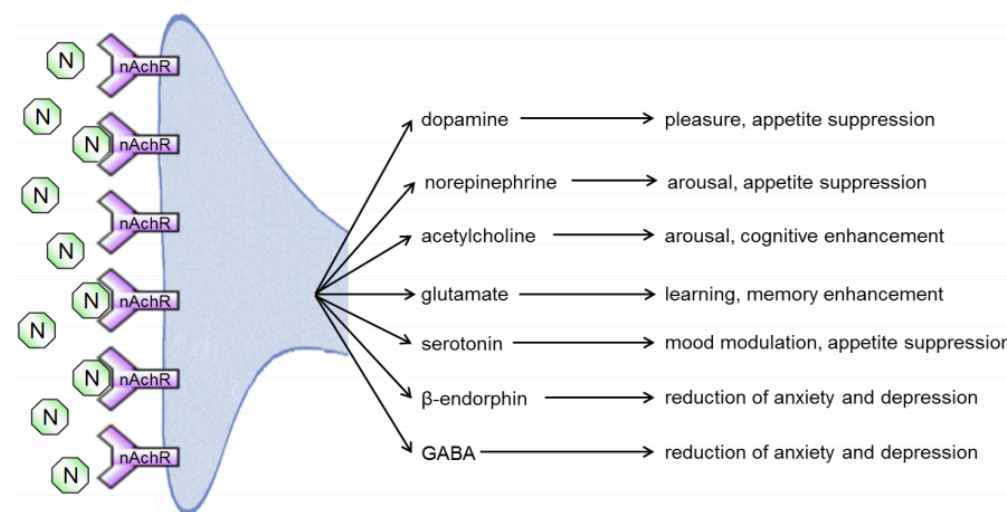 N
nAchR
N
N
nAchR
N
nAchR
N
N
nAchR
N
N
nAchR
N
N
nAchR
dopamine
pleasure, appetite suppression
norepinephrine
arousal, appetite suppression
acetylcholine
arousal, cognitive enhancement
glutamate
learning, memory enhancement
serotonin
mood modulation, appetite suppression
β-endorphin
reduction of anxiety and depression
GABA
reduction of anxiety and depression